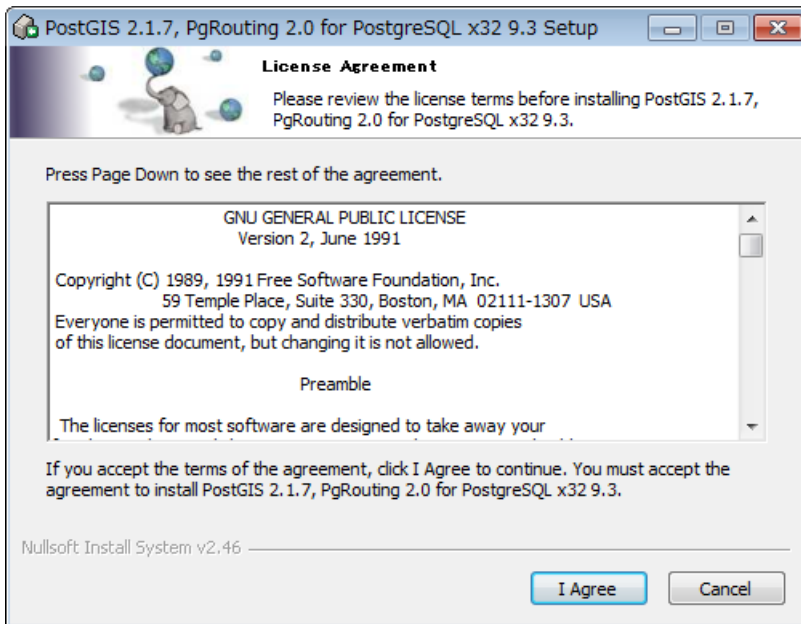 PostGIS 2.1.7, PgRouting 2.0 for PostgreSQL x32 9.3 Setup
License Agreement
Please review the license terms before installing PostGIS 2.1.7,
PgRouting 2.0 for PostgreSQL x32 9.3.
Press Page Down to see the rest of the agreement.
GNU GENERAL PUBLIC LICENSE
Version 2, June 1991
Copyright (C) 1989, 1991 Free Software Foundation, Inc.
59 Temple Place, Suite 330, Boston, MA 02111-1307 USA
Everyone is permitted to copy and distribute verbatim copies
of this license document, but changing it is not allowed.
Preamble
The licenses for most software are designed to take away your
If you accept the terms of the agreement, click I Agree to continue. You must accept the
agreement to install PostGIS 2.1.7, PgRouting 2.0 for PostgreSQL x32 9.3.
Nullsoft Install System v2.46
I Agree
Cancel